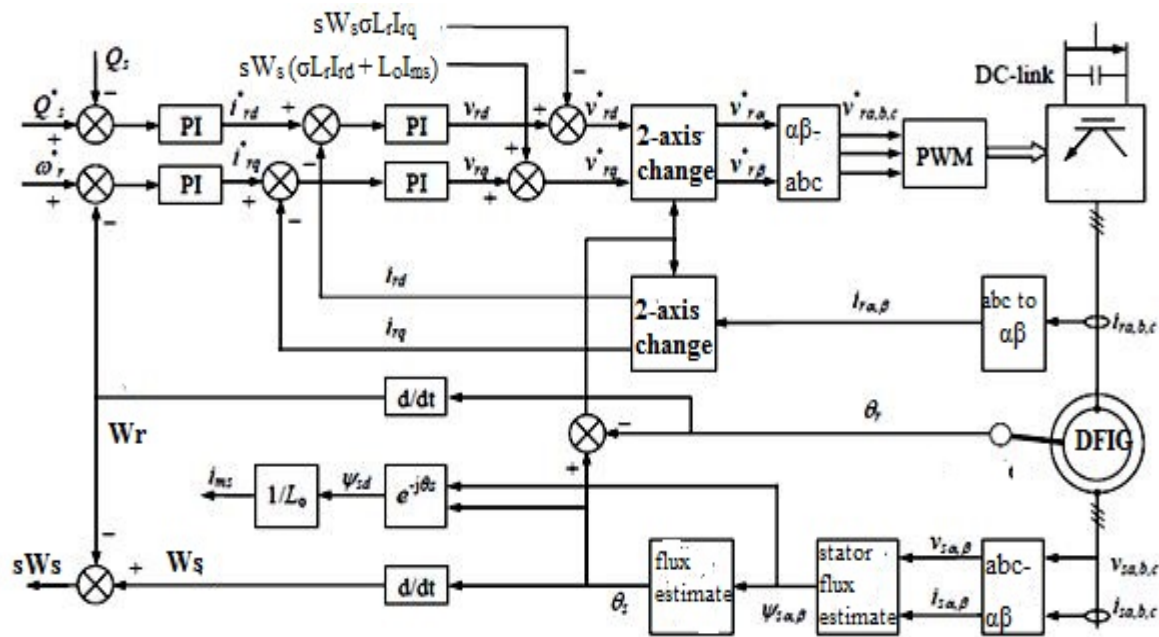 sWsσLrIrq
Qs
sWs(σLrIrd + LoIms)
DC-link
Q*s
PI
i*rd
PI
vrd
v*rd
2-axis
change
v*rα
αβ-
abc
v*ra,b,c
PWM
ω*r
PI
i*rq
PI
vrq
v*rq
v*rβ
ird
irq
2-axis
change
irα,β
abc to
αβ
ira,b,c
d/dt
θr
DFIG
Wr
ims
1/Lo
ψsd
e-jθs
sWs
Ws
d/dt
θs
flux
estimate
ψsα,β
stator
flux
estimate
vsα,β
isα,β
abc-
αβ
vsa,b,c
isa,b,c